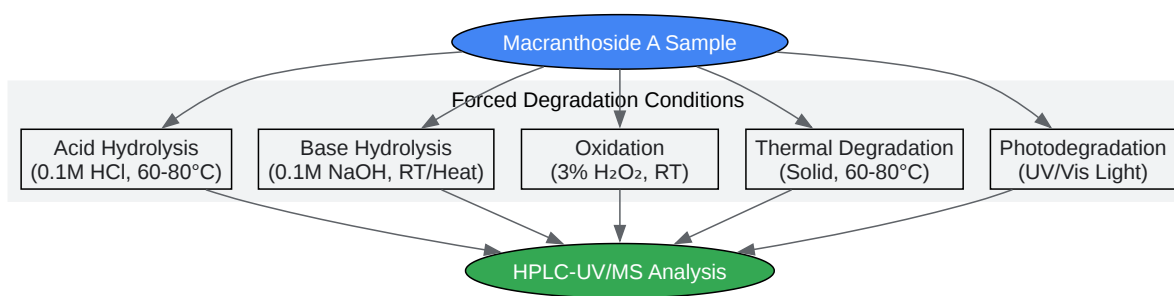 Macranthoside A Sample
Forced Degradation Conditions
Acid Hydrolysis
(0.1M HCl, 60-80°C)
Base Hydrolysis
(0.1M NaOH, RT/Heat)
Oxidation
(3% H₂O₂, RT)
Thermal Degradation
(Solid, 60-80°C)
Photodegradation
(UV/Vis Light)
HPLC-UV/MS Analysis